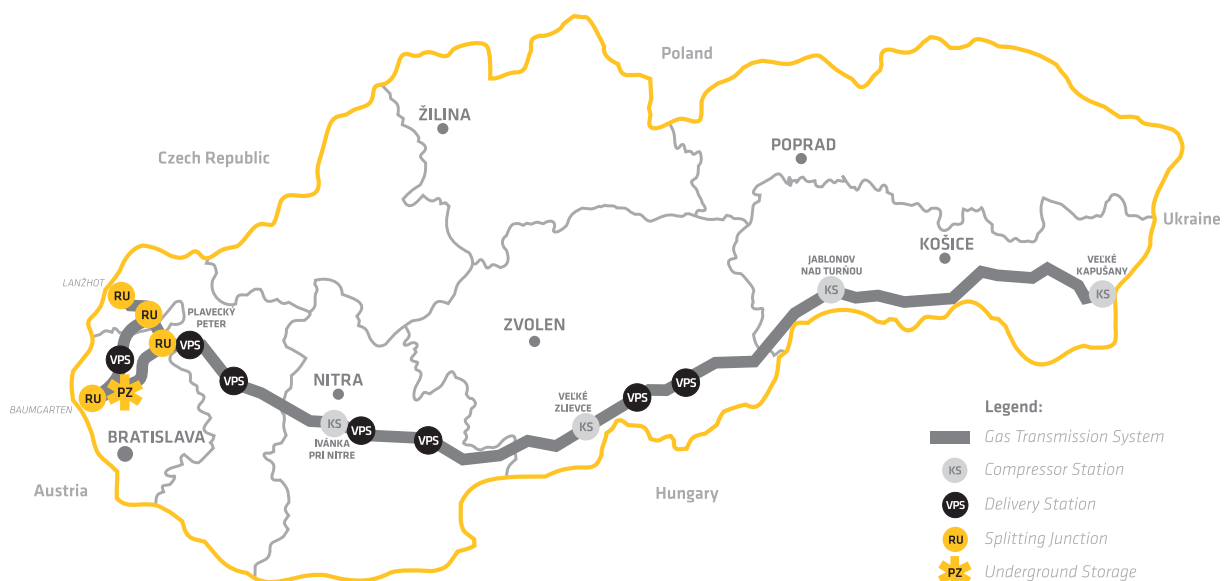 Poland
ŽILINA
Czech Republic
POPRAD
Ukraine
KOŠICE
JABLONOV
NAD TURŇOU
VEĽKÉ
KAPUŠANY
KS
KS
LANŽHOT
RU
RU
PLAVECKÝ
PETER
RU
VPS
VPS
VPS
PZ
RU
BAUMGARTEN
ZVOLEN
NITRA
VPS
VPS
VEĽKÉ
ZLIEVCE
KS
KS
IVÁNKA
PRI NITRE
VPS
VPS
BRATISLAVA
Austria
Hungary
Legend:
Gas Transmission System
KS Compressor Station
VPS Delivery Station
RU Splitting Junction
PZ Underground Storage